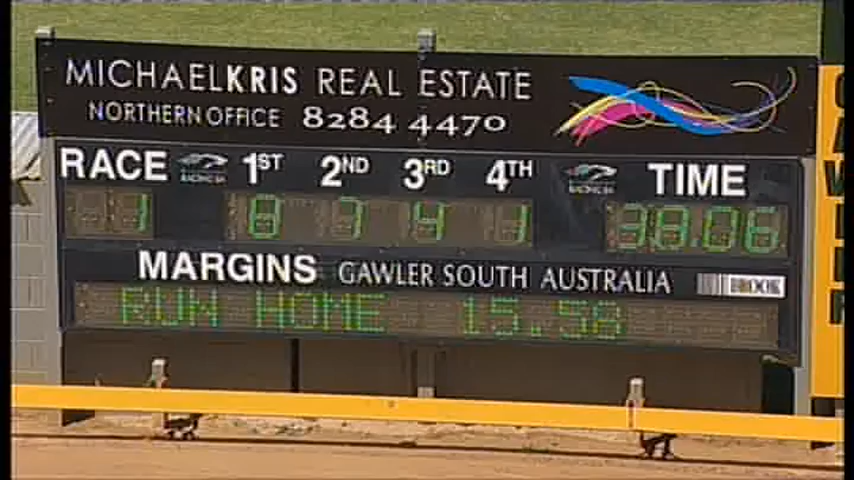 MICHAELKRIS REAL ESTATE
NORTHERN OFFICE 8284 4470
RACE 1ST 2ND 3RD 4TH TIME
1 8 7 4 1 38.06
MARGINS GAWLER SOUTH AUSTRALIA
RUN HOME 15.58
GAWLER